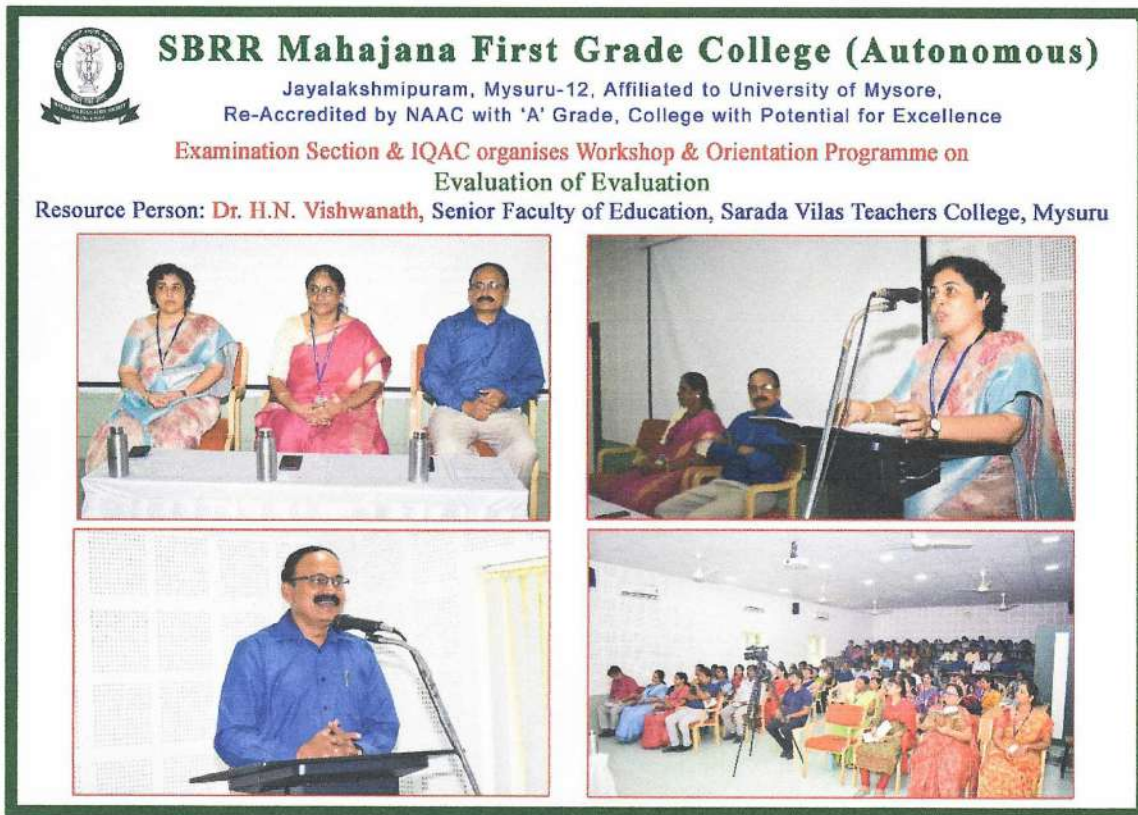 SBRR Mahajana First Grade College (Autonomous)
Jayalakshmipuram, Mysuru-12, Affiliated to University of Mysore,
Re-Accredited by NAAC with 'A' Grade, College with Potential for Excellence
Examination Section & IQAC organises Workshop & Orientation Programme on
Evaluation of Evaluation
Resource Person: Dr. H.N. Vishwanath, Senior Faculty of Education, Sarada Vilas Teachers College, Mysuru